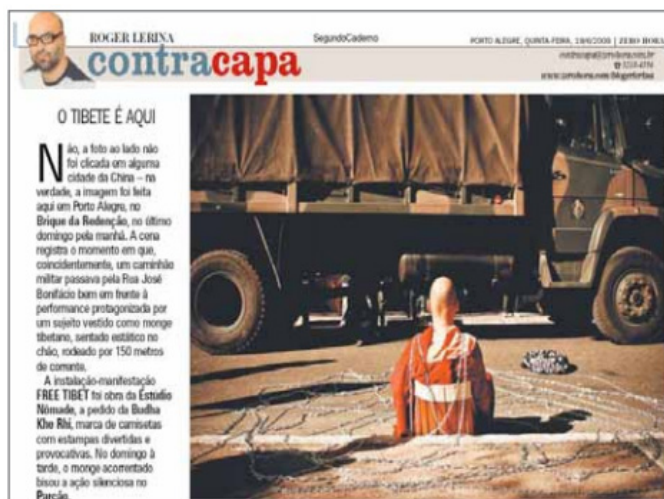 ROGER LERINA
SegundoCaderno
PORTO ALEGRE, QUINTA-FEIRA, | ZERO HORA
contracapa
O TIBETE É AQUI
Não, a foto ao lado não
foi clicada em alguma
cidade da China – na
verdade, a imagem foi feita
aqui em Porto Alegre, no
Brique da Redenção, no último
domingo pela manhã. A cena
registra o momento em que,
coincidentemente, um caminhão
militar passava pela Rua José
Bonifácio bem em frente à
performance protagonizada por
um sujeito vestido como monge
tibetano, sentado estático no
chão, rodeado por 150 metros
de corrente.
A instalação-manifestação
FREE TIBET foi obra da Estúdio
Nômade, a pedido da Budha
Khe Rhi, marca de camisetas
com estampas divertidas e
provocativas. No domingo à
tarde, o monge acorrentado
bisou a ação silenciosa no
Parcão.